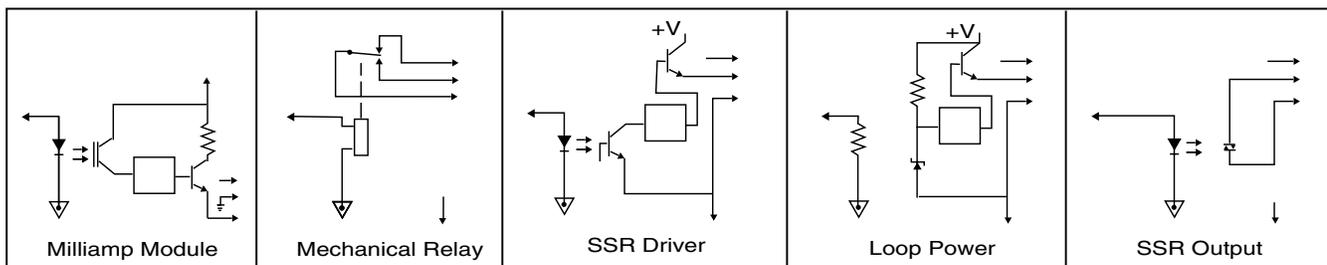 +V
+V
Milliamp Module
Mechanical Relay
SSR Driver
Loop Power
SSR Output